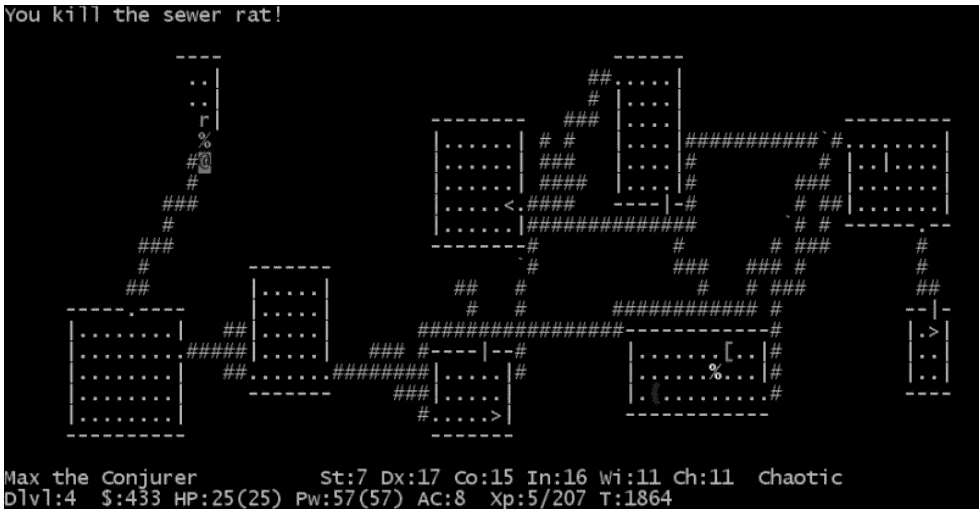 You kill the sewer rat!
Max the Conjurer St:7 Dx:17 Co:15 In:16 Wi:11 Ch:11 Chaotic
Dlvl:4 $:433 HP:25(25) Pw:57(57) AC:8 Xp:5/207 T:1864